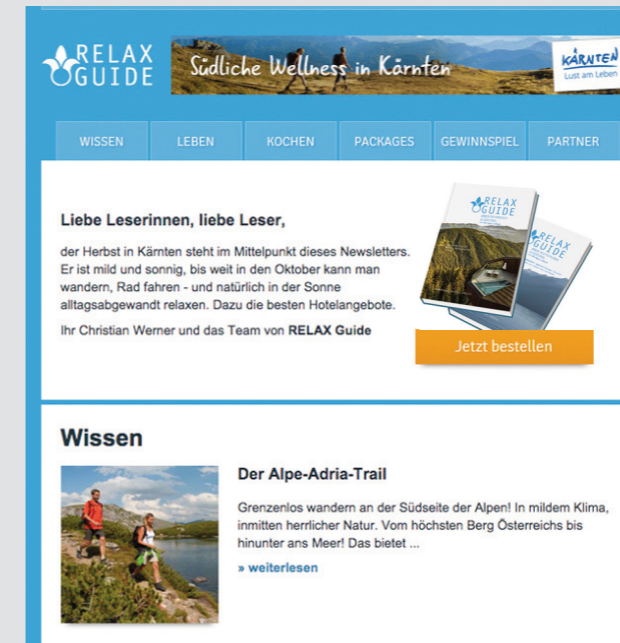 RELAX
GUIDE
Südliche Wellness in Kärnten
KÄRNTEN
Lust am Leben
WISSEN LEBEN KOCHEN PACKAGES GEWINNSPIEL PARTNER
Liebe Leserinnen, liebe Leser,
der Herbst in Kärnten steht im Mittelpunkt dieses Newsletters.
Er ist mild und sonnig, bis weit in den Oktober kann man
wandern, Rad fahren - und natürlich in der Sonne
alltagsabgewandt relaxen. Dazu die besten Hotelangebote.
Ihr Christian Werner und das Team von RELAX Guide
RELAX
GUIDE
RELAX
GUIDE
Jetzt bestellen
Wissen
Der Alpe-Adria-Trail
Grenzenlos wandern an der Südseite der Alpen! In mildem Klima,
inmitten herrlicher Natur. Vom höchsten Berg Österreichs bis
hinunter ans Meer! Das bietet ...
» weiterlesen